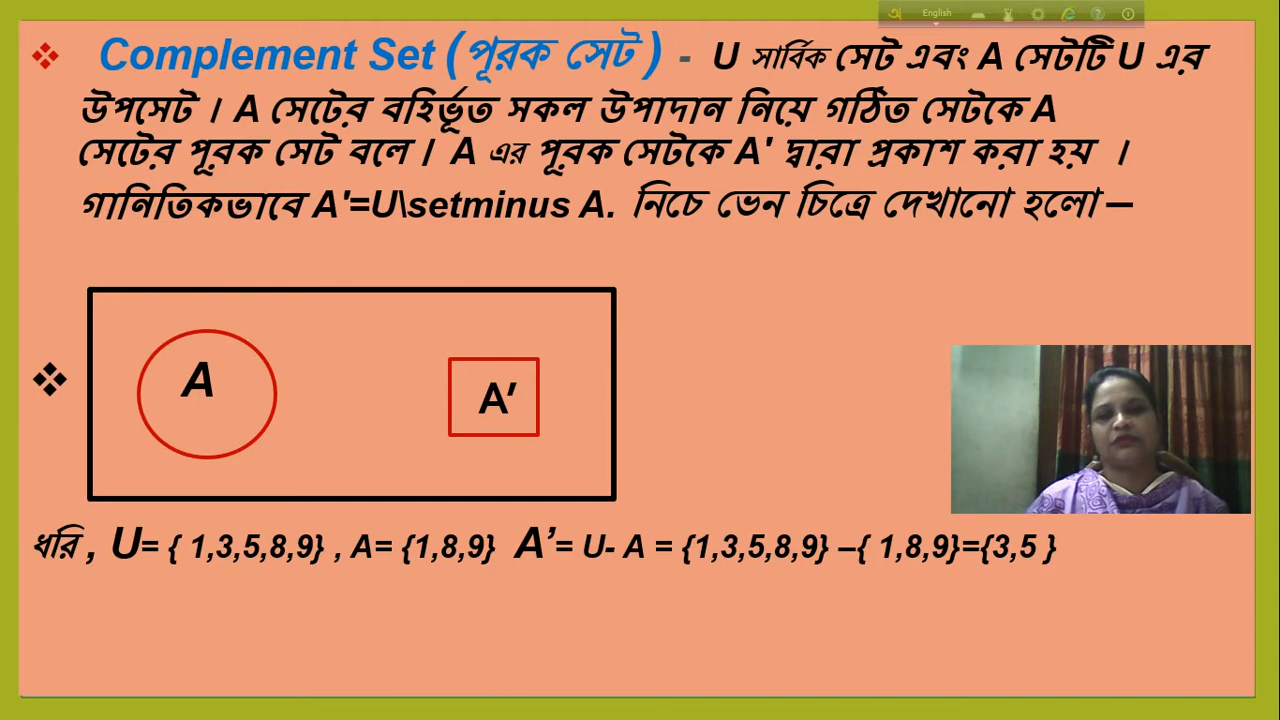 অ English
Complement Set (পূরক সেট ) - U সার্বিক সেট এবং A সেটটি U এর
উপসেট । A সেটের বহির্ভূত সকল উপাদান নিয়ে গঠিত সেটকে A
সেটের পূরক সেট বলে । A এর পূরক সেটকে A' দ্বারা প্রকাশ করা হয় ।
গানিতিকভাবে A'=U\setminus A. নিচে ভেন চিত্রে দেখানো হলো –
A
A′
ধরি , U= { 1,3,5,8,9} , A= {1,8,9} A’= U- A = {1,3,5,8,9} –{ 1,8,9}={3,5 }